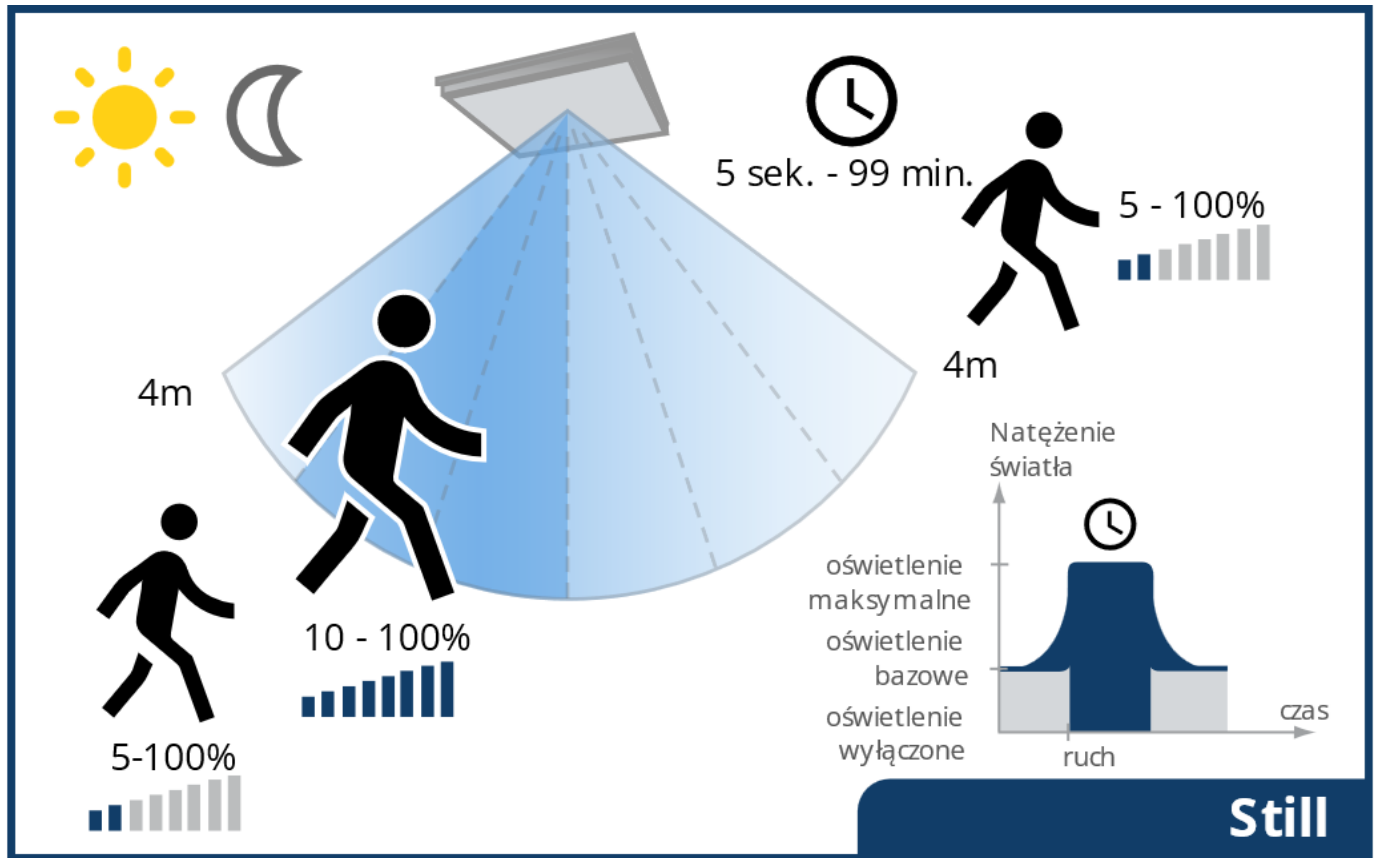 5 sek. - 99 min.
5 - 100%
4m
4m
10 - 100%
5-100%
Natężenie
światła
oświetlenie
maksymalne
oświetlenie
bazowe
oświetlenie
wyłączone
czas
ruch
Still